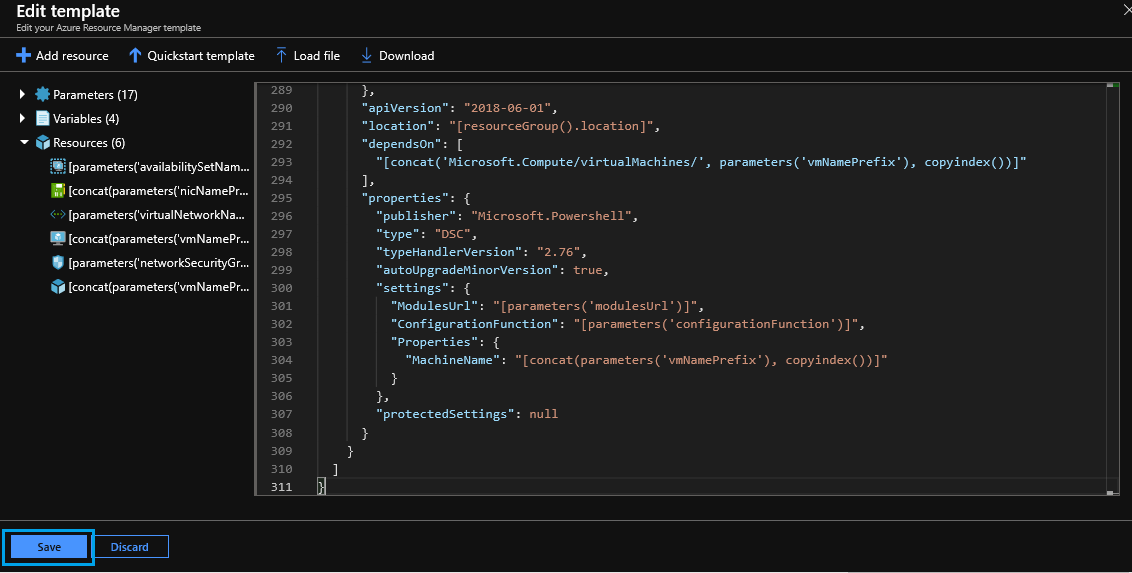 Edit template
Edit your Azure Resource Manager template
Add resource Quickstart template Load file Download
Parameters (17)
Variables (4)
Resources (6)
[parameters('availabilitySetNam...
[concat(parameters('nicNamePr...
[parameters('virtualNetworkNa...
[concat(parameters('vmNamePr...
[parameters('networkSecurityGr...
[concat(parameters('vmNamePr...
289 },
290 "apiVersion": "2018-06-01",
291 "location": "[resourceGroup().location]",
292 "dependsOn": [
293 "[concat('Microsoft.Compute/virtualMachines/', parameters('vmNamePrefix'), copyindex())]"
294 ],
295 "properties": {
296 "publisher": "Microsoft.Powershell",
297 "type": "DSC",
298 "typeHandlerVersion": "2.76",
299 "autoUpgradeMinorVersion": true,
300 "settings": {
301 "ModulesUrl": "[parameters('modulesUrl')]",
302 "ConfigurationFunction": "[parameters('configurationFunction')]",
303 "Properties": {
304 "MachineName": "[concat(parameters('vmNamePrefix'), copyindex())]"
305 }
306 },
307 "protectedSettings": null
308 }
309 }
310 ]
311 }
Save Discard